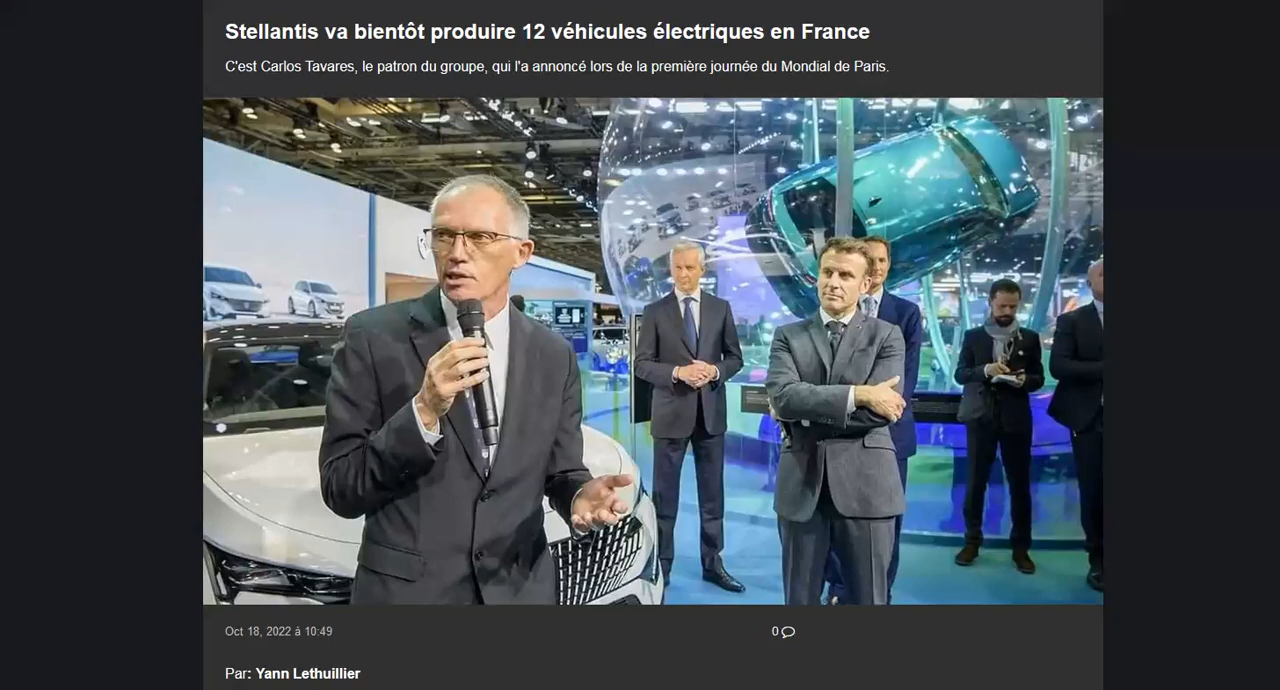 Stellantis va bientôt produire 12 véhicules électriques en France
C'est Carlos Tavares, le patron du groupe, qui l'a annoncé lors de la première journée du Mondial de Paris.
Oct 18, 2022 à 10:49
0
Par: Yann Lethuillier